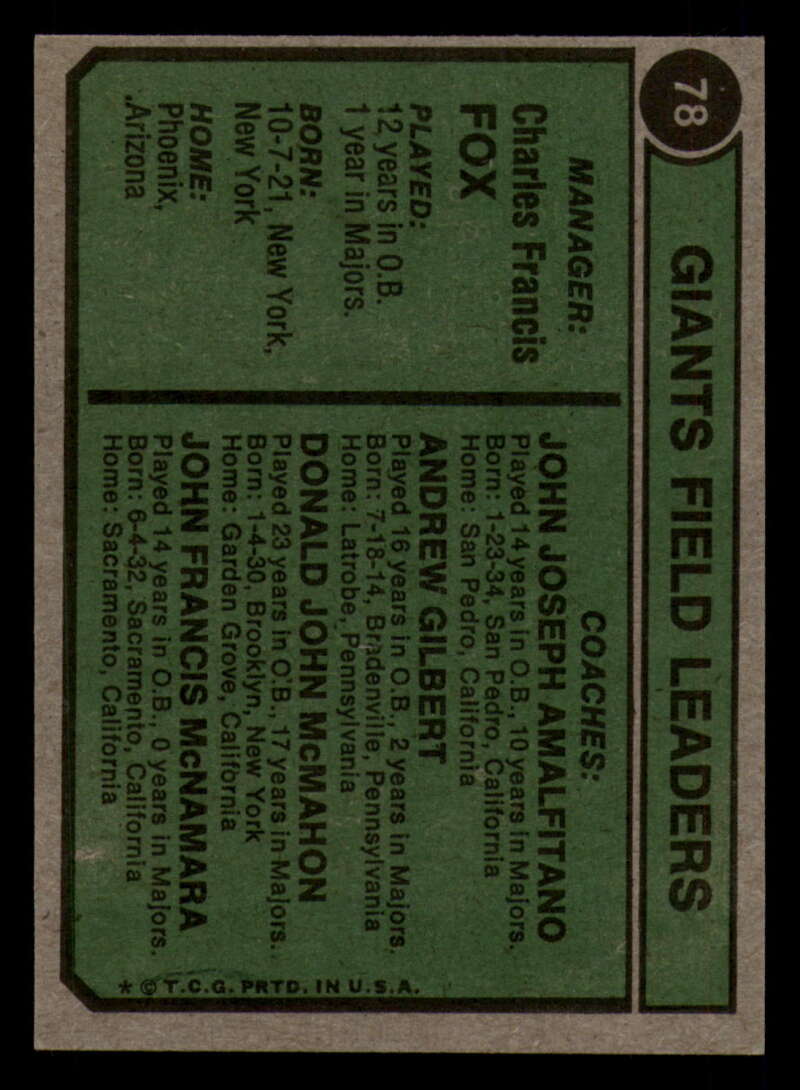 78
GIANTS FIELD LEADERS
MANAGER:
Charles Francis
FOX
PLAYED:
12 years in O.B.
1 year in Majors.
BORN:
10-7-21, New York,
New York
HOME:
Phoenix,
Arizona
COACHES:
JOHN JOSEPH AMALFITANO
Played 14 years in O.B., 10 years in Majors.
Born: 1-23-34, San Pedro, California
Home: San Pedro, California
ANDREW GILBERT
Played 16 years in O.B., 2 years in Majors.
Born: 7-18-14, Bradenville, Pennsylvania
Home: Latrobe, Pennsylvania
DONALD JOHN McMAHON
Played 23 years in O.B., 17 years in Majors.
Born: 1-4-30, Brooklyn, New York
Home: Garden Grove, California
JOHN FRANCIS McNAMARA
Played 14 years in O.B., 0 years in Majors.
Born: 6-4-32, Sacramento, California
Home: Sacramento, California
* © T.C.G. PRTD. IN U.S.A.